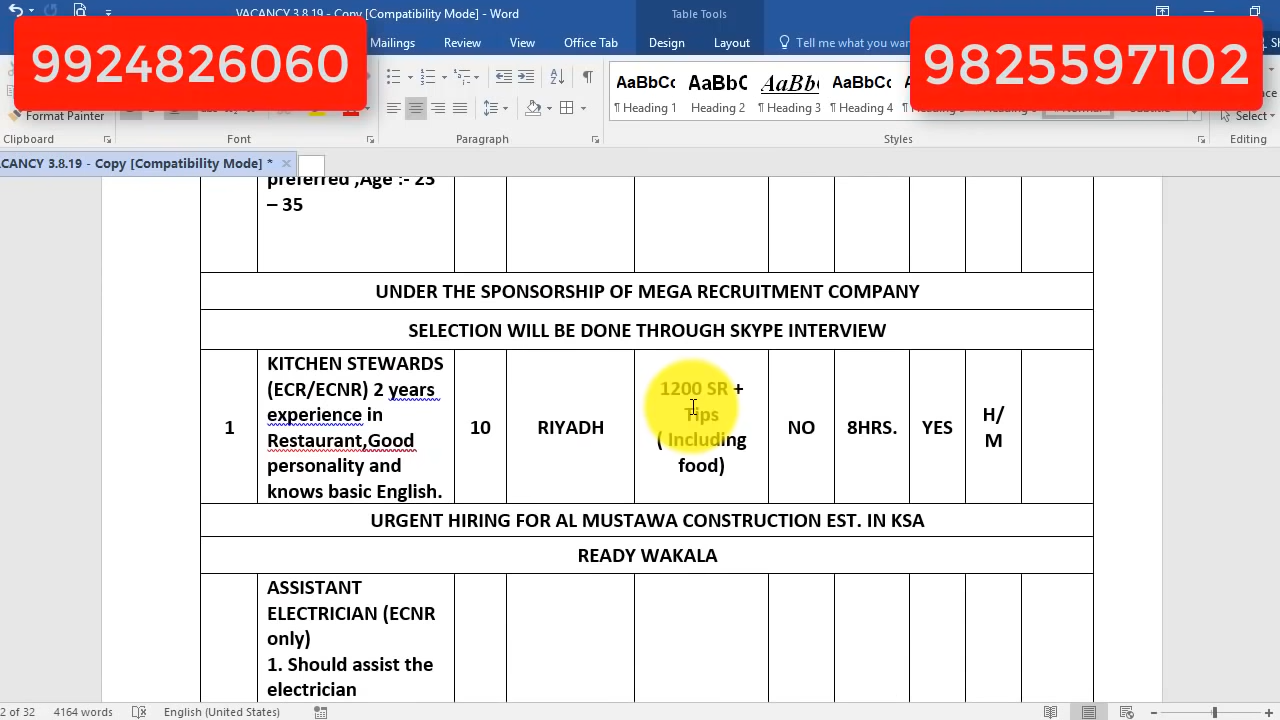 VACANCY 3.8.19 - Copy [Compatibility Mode] - Word
Table Tools
9924826060
9825597102
Mailings
Review
View
Office Tab
Design
Layout
Tell me what you want
AaBbCc
AaBbC
AaBbCc
AaBbCc
¶ Heading 1
Heading 2
¶ Heading 3
¶ Heading 4
Format Painter
Select
Clipboard
Font
Paragraph
Styles
Editing
ACANCY 3.8.19 - Copy [Compatibility Mode] *
preferred ,Age :- 25
– 35
UNDER THE SPONSORSHIP OF MEGA RECRUITMENT COMPANY
SELECTION WILL BE DONE THROUGH SKYPE INTERVIEW
1
KITCHEN STEWARDS
(ECR/ECNR) 2 years
experience in
Restaurant,Good
personality and
knows basic English.
10
RIYADH
1200 SR +
Tips
( Including
food)
NO
8HRS.
YES
H/
M
URGENT HIRING FOR AL MUSTAWA CONSTRUCTION EST. IN KSA
READY WAKALA
ASSISTANT
ELECTRICIAN (ECNR
only)
1. Should assist the
electrician
2 of 32
4164 words
English (United States)